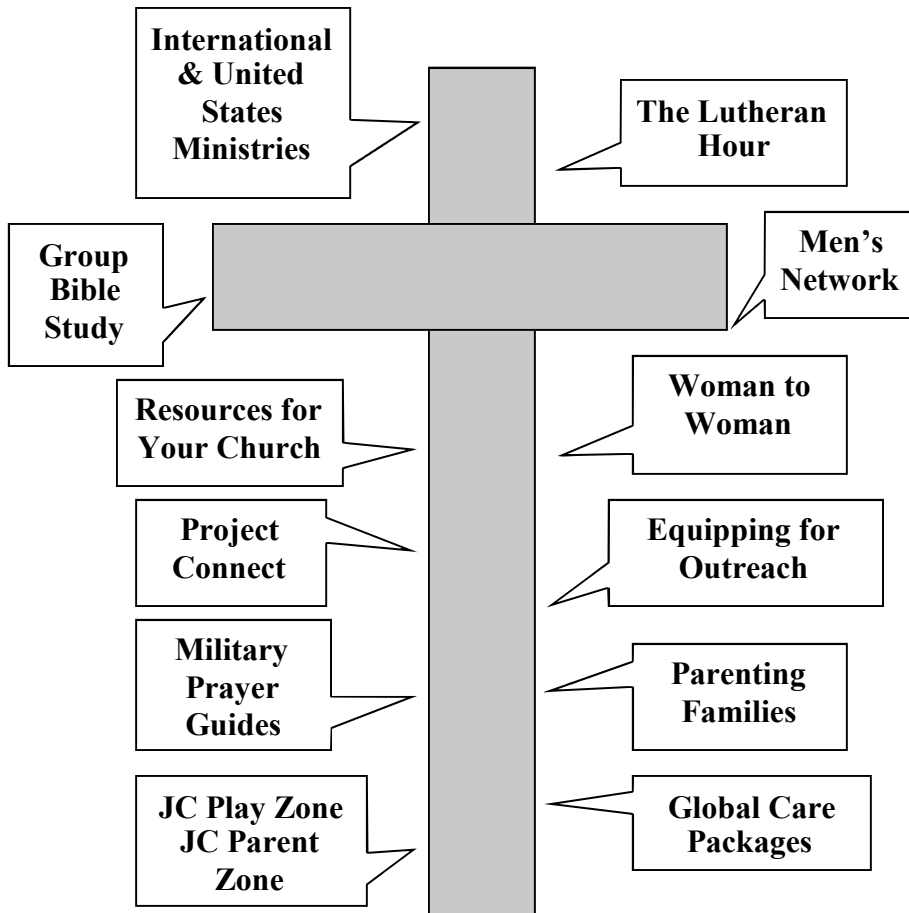 International
& United
States
Ministries
The Lutheran
Hour
Group
Bible
Study
Men’s
Network
Resources for
Your Church
Woman to
Woman
Project
Connect
Equipping for
Outreach
Military
Prayer
Guides
Parenting
Families
JC Play Zone
JC Parent
Zone
Global Care
Packages